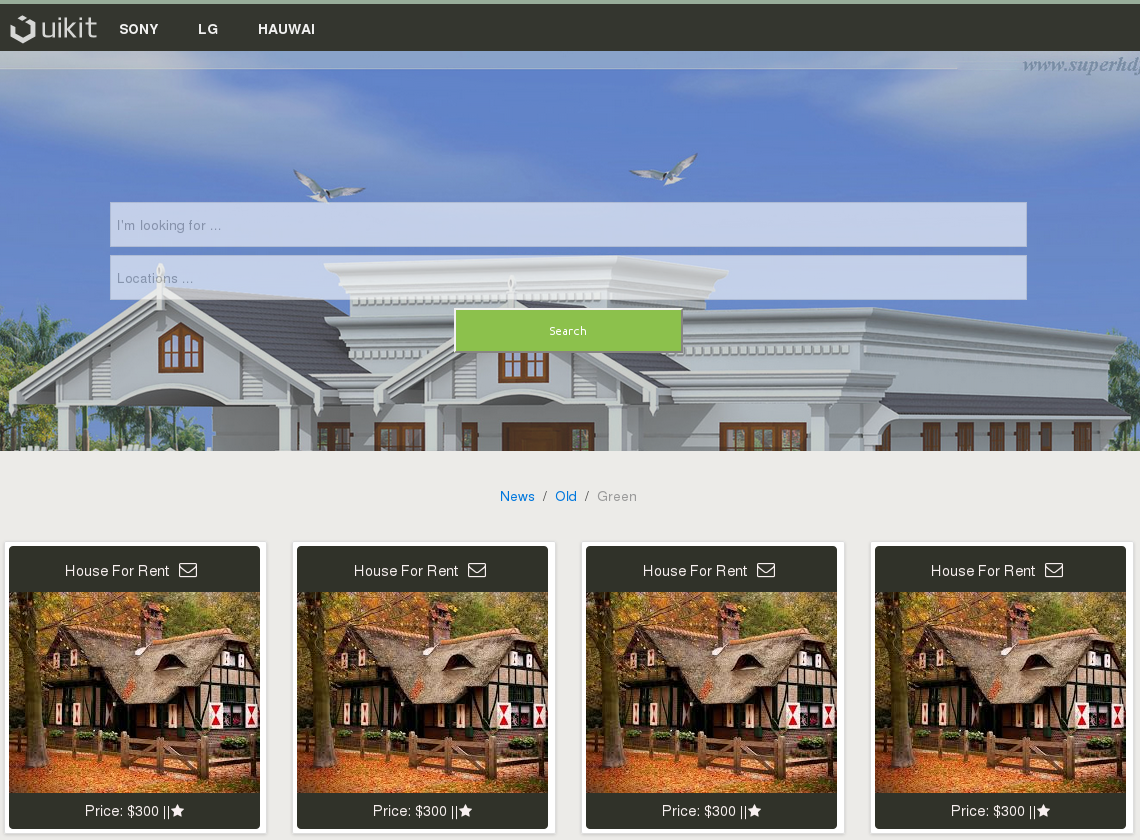 uikit SONY LG HAUWAI
www.superhd
I'm looking for ...
Locations ...
Search
News / Old / Green
House For Rent House For Rent House For Rent House For Rent
Price: $300 || Price: $300 || Price: $300 || Price: $300 ||